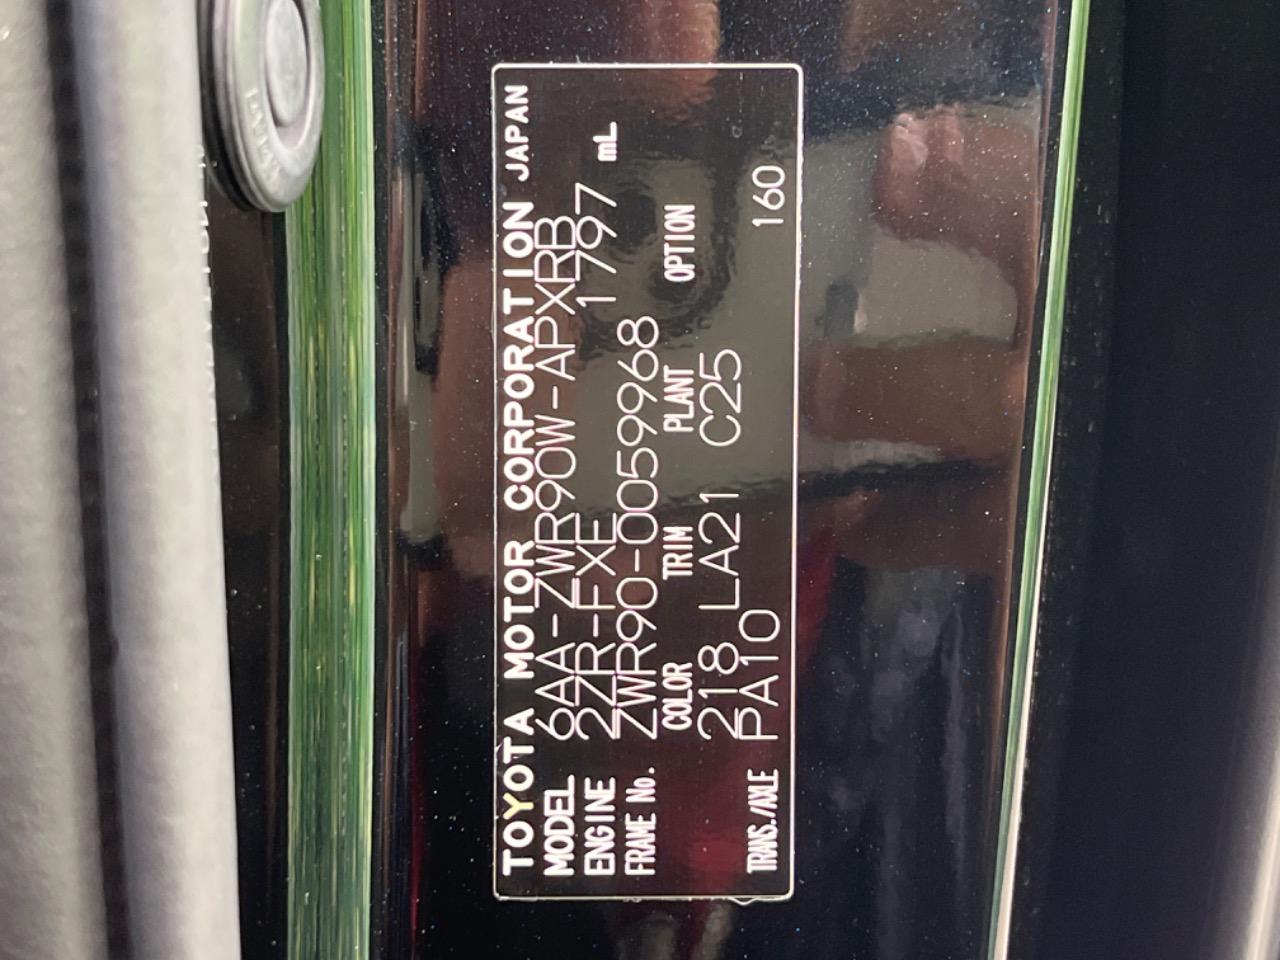 TOYOTA MOTOR CORPORATION JAPAN
MODEL 6AA-ZWR90W-APXRB
ENGINE 2ZR-FXE 1797 mL
FRAME No. ZWR90-0059968
COLOR TRIM PLANT OPTION
218 LA21 C25
TRANS./AXLE PA10 160